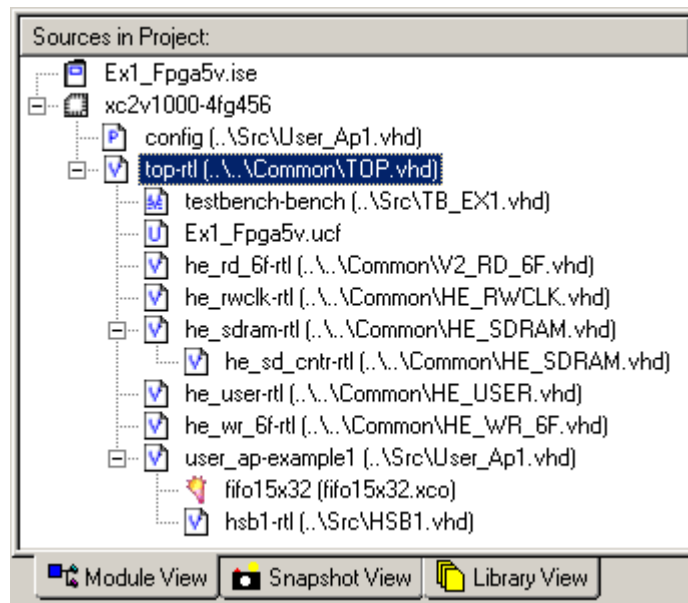 Sources in Project:
Ex1_Fpga5v.ise
xc2v1000-4fg456
config (..\Src\User_Ap1.vhd)
top-rtl (..\..\Common\TOP.vhd)
testbench-bench (..\Src\TB_EX1.vhd)
Ex1_Fpga5v.ucf
he_rd_6f-rtl (..\..\Common\V2_RD_6F.vhd)
he_rwclk-rtl (..\..\Common\HE_RWCLK.vhd)
he_sdram-rtl (..\..\Common\HE_SDRAM.vhd)
he_sd_cntr-rtl (..\..\Common\HE_SDRAM.vhd)
he_user-rtl (..\..\Common\HE_USER.vhd)
he_wr_6f-rtl (..\..\Common\HE_WR_6F.vhd)
user_ap-example1 (..\Src\User_Ap1.vhd)
fifo15x32 (fifo15x32.xco)
hsb1-rtl (..\Src\HSB1.vhd)
Module View Snapshot View Library View